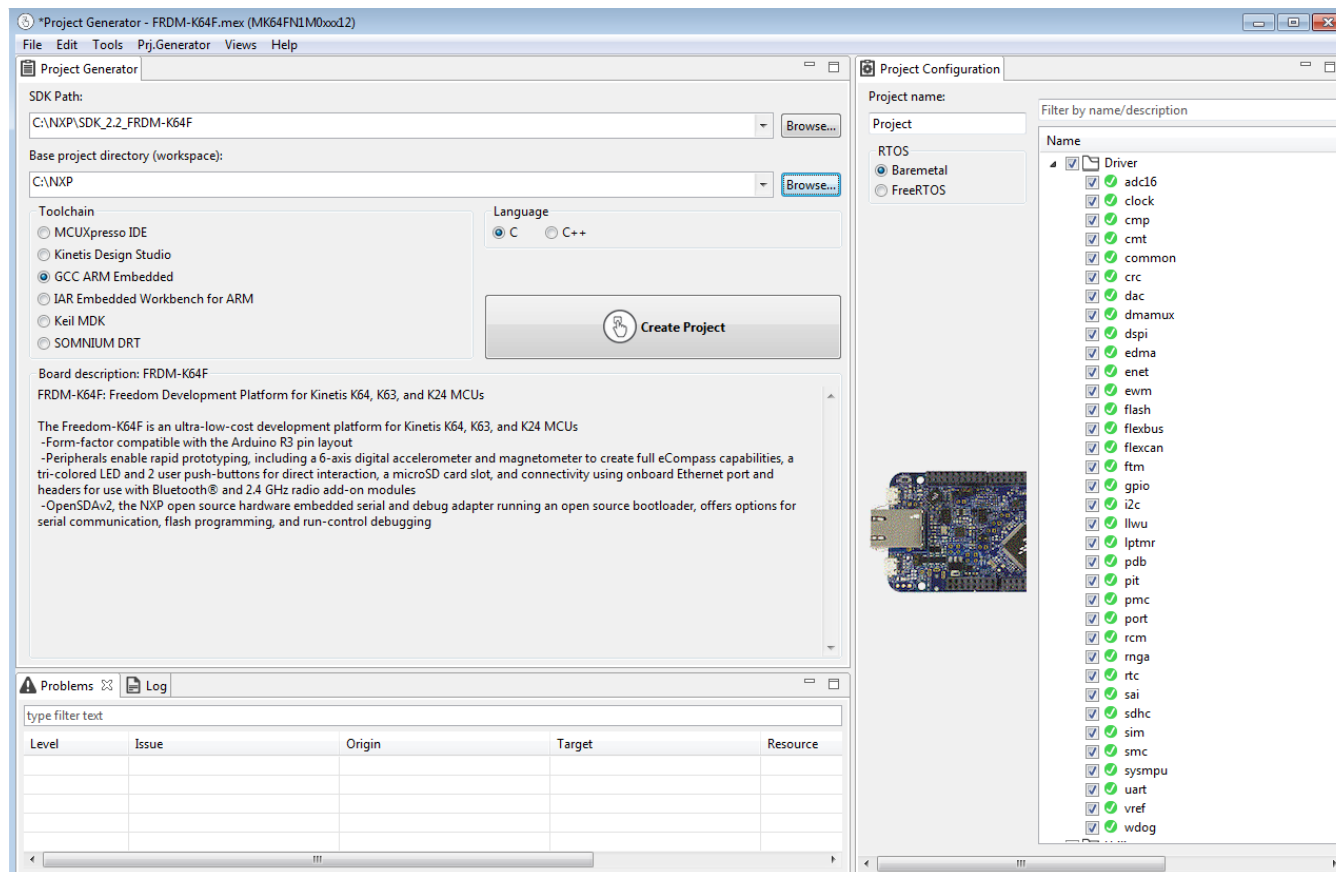 *Project Generator - FRDM-K64F.mex (MK64FN1M0xxx12)
File Edit Tools Prj.Generator Views Help
Project Generator
SDK Path:
C:\NXP\SDK_2.2_FRDM-K64F
Browse...
Base project directory (workspace):
C:\NXP
Browse...
Toolchain
MCUXpresso IDE
Kinetis Design Studio
GCC ARM Embedded
IAR Embedded Workbench for ARM
Keil MDK
SOMNIUM DRT
Language
C C++
Create Project
Board description: FRDM-K64F
FRDM-K64F: Freedom Development Platform for Kinetis K64, K63, and K24 MCUs
The Freedom-K64F is an ultra-low-cost development platform for Kinetis K64, K63, and K24 MCUs
-Form-factor compatible with the Arduino R3 pin layout
-Peripherals enable rapid prototyping, including a 6-axis digital accelerometer and magnetometer to create full eCompass capabilities, a
tri-colored LED and 2 user push-buttons for direct interaction, a microSD card slot, and connectivity using onboard Ethernet port and
headers for use with Bluetooth® and 2.4 GHz radio add-on modules
-OpenSDAv2, the NXP open source hardware embedded serial and debug adapter running an open source bootloader, offers options for
serial communication, flash programming, and run-control debugging
Problems Log
type filter text
Level Issue Origin Target Resource
Project Configuration
Project name:
Project
RTOS
Baremetal
FreeRTOS
Filter by name/description
Name
Driver
adc16
clock
cmp
cmt
common
crc
dac
dmamux
dspi
edma
enet
ewm
flash
flexbus
flexcan
ftm
gpio
i2c
llwu
lptmr
pdb
pit
pmc
port
rcm
rnga
rtc
sai
sdhc
sim
smc
sysmpu
uart
vref
wdog